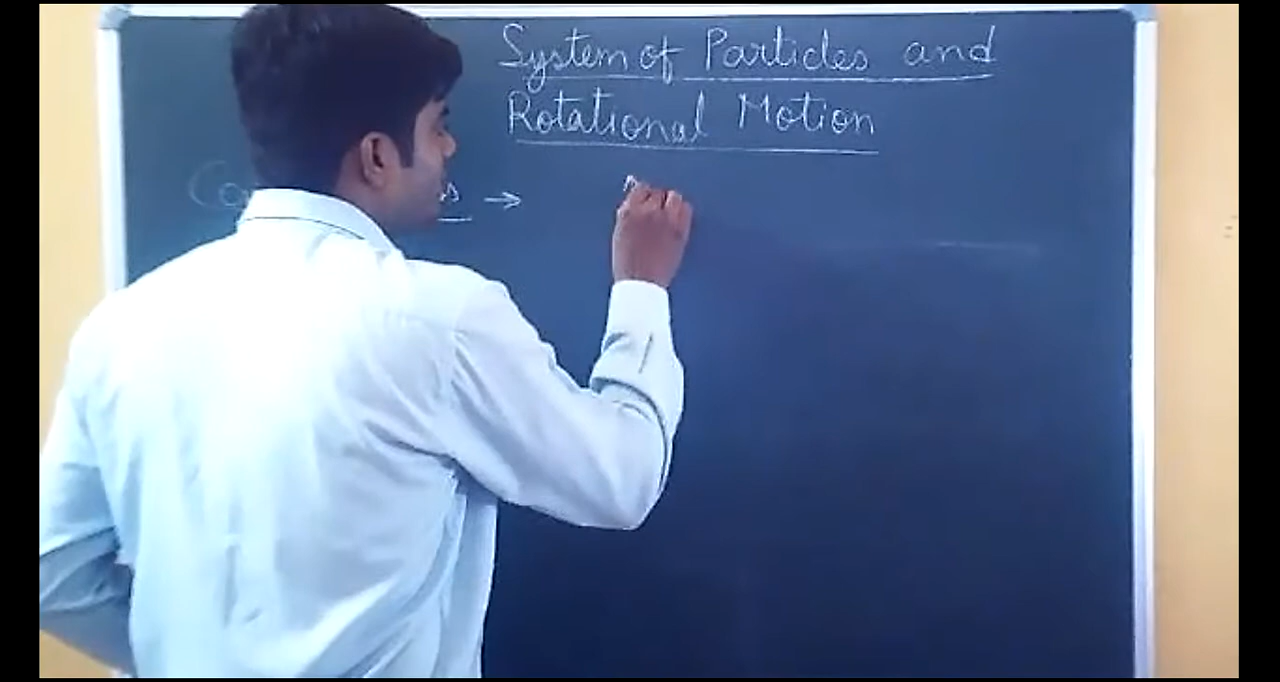 System of Particles and
Rotational Motion
→